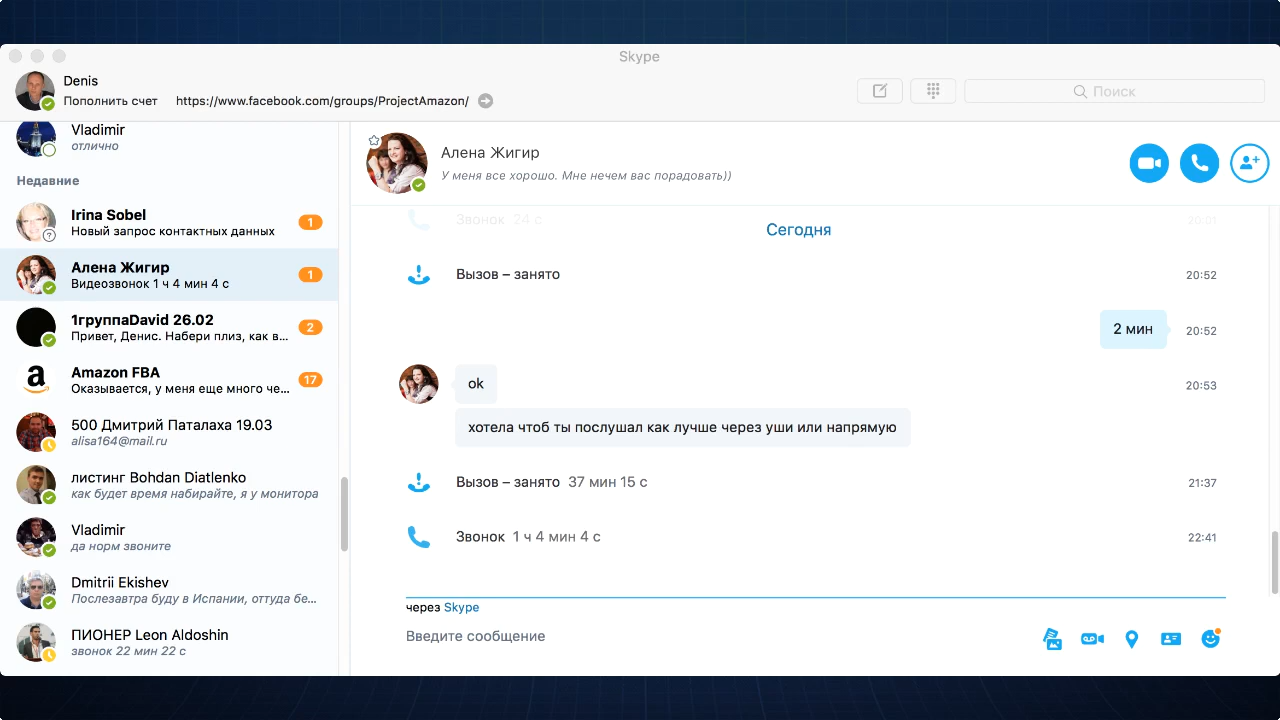 Skype
Denis
Пополнить счет https://www.facebook.com/groups/ProjectAmazon/
Поиск
Vladimir
отлично
Недавние
Irina Sobel
Новый запрос контактных данных
1
Алена Жигир
Видеозвонок 1 ч 4 мин 4 с
1
1группаDavid 26.02
Привет, Денис. Набери плиз, как в...
2
Amazon FBA
Оказывается, у меня еще много че...
17
500 Дмитрий Паталаха 19.03
alisa164@mail.ru
листинг Bohdan Diatlenko
как будет время набирайте, я у монитора
Vladimir
да норм звоните
Dmitrii Ekishev
Послезавтра буду в Испании, оттуда бе...
ПИОНЕР Leon Aldoshin
звонок 22 мин 22 с
Алена Жигир
У меня все хорошо. Мне нечем вас порадовать))
Звонок 24 с 20:01
Сегодня
Вызов – занято 20:52
2 мин 20:52
ok 20:53
хотела чтоб ты послушал как лучше через уши или напрямую
Вызов – занято 37 мин 15 с 21:37
Звонок 1 ч 4 мин 4 с 22:41
через Skype
Введите сообщение